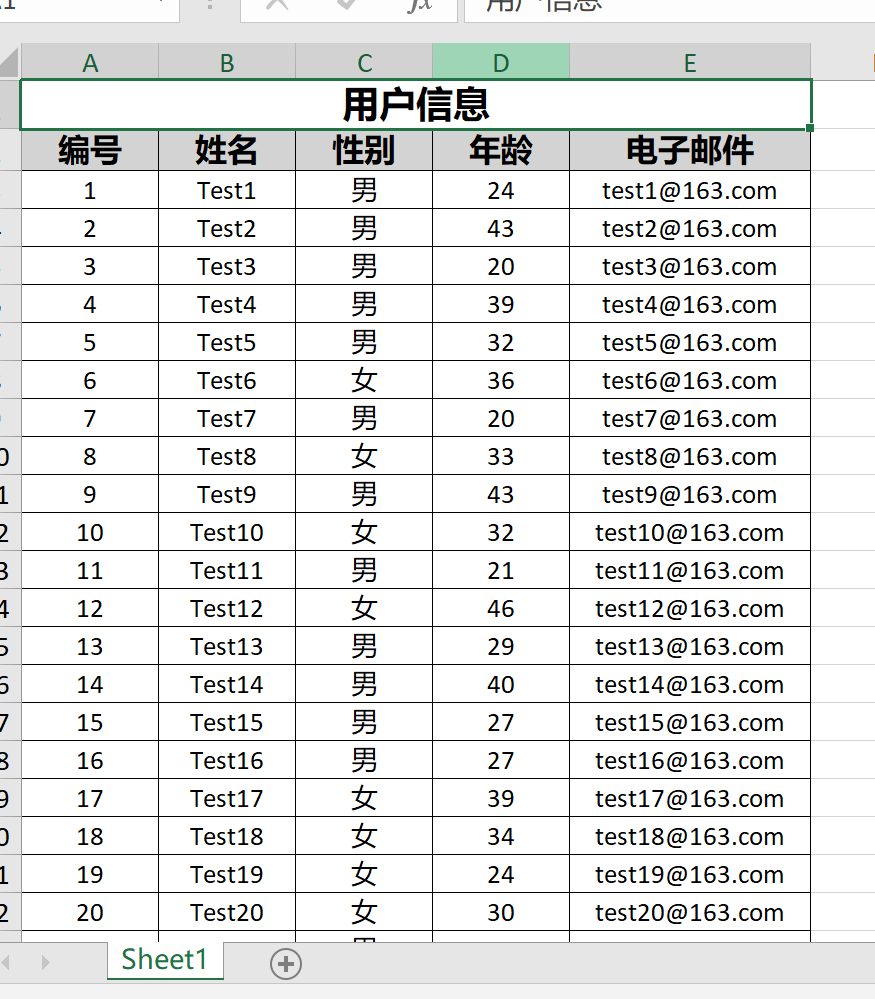 fx 用户信息
A B C D E
用户信息
编号 姓名 性别 年龄 电子邮件
1 Test1 男 24 test1@163.com
2 Test2 男 43 test2@163.com
3 Test3 男 20 test3@163.com
4 Test4 男 39 test4@163.com
5 Test5 男 32 test5@163.com
6 Test6 女 36 test6@163.com
7 Test7 男 20 test7@163.com
8 Test8 女 33 test8@163.com
9 Test9 男 43 test9@163.com
10 Test10 女 32 test10@163.com
11 Test11 男 21 test11@163.com
12 Test12 女 46 test12@163.com
13 Test13 男 29 test13@163.com
14 Test14 男 40 test14@163.com
15 Test15 男 27 test15@163.com
16 Test16 男 27 test16@163.com
17 Test17 女 39 test17@163.com
18 Test18 女 34 test18@163.com
19 Test19 女 24 test19@163.com
20 Test20 女 30 test20@163.com
Sheet1